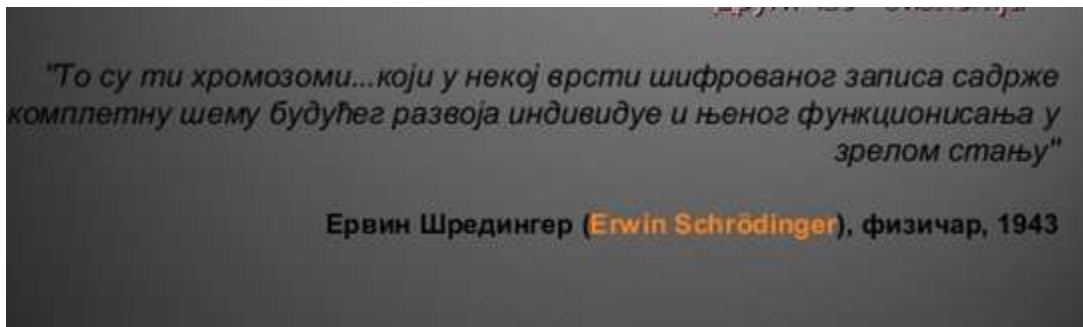 "То су ти хромозоми...који у некој врсти шифрованог записа садрже
комплетну шему будућег развоја индивидуе и њеног функционисања у
зрелом стању"
Ервин Шредингер (Erwin Schrödinger), физичар, 1943